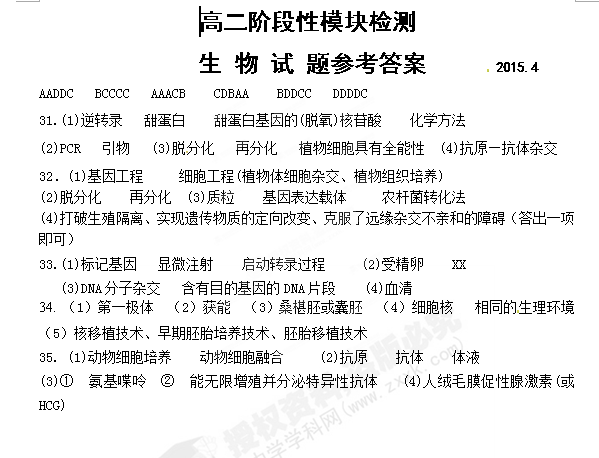 高二阶段性模块检测
生 物 试 题参考答案 2015.4
AADDC BCCCC AAACB CDBAA BDDCC DDDDC
31.(1)逆转录 甜蛋白 甜蛋白基因的(脱氧)核苷酸 化学方法
(2)PCR 引物 (3)脱分化 再分化 植物细胞具有全能性 (4)抗原—抗体杂交
32．(1)基因工程 细胞工程(植物体细胞杂交、植物组织培养)
(2)脱分化 再分化 (3)质粒 基因表达载体 农杆菌转化法
(4)打破生殖隔离、实现遗传物质的定向改变、克服了远缘杂交不亲和的障碍（答出一项
即可）
33.(1)标记基因 显微注射 启动转录过程 (2)受精卵 XX
(3)DNA分子杂交 含有目的基因的DNA片段 (4)血清
34.（1）第一极体（2）获能（3）桑椹胚或囊胚（4）细胞核 相同的生理环境
（5）核移植技术、早期胚胎培养技术、胚胎移植技术
35. (1)动物细胞培养 动物细胞融合 (2)抗原 抗体 体液
(3)① 氨基喋呤 ② 能无限增殖并分泌特异性抗体 (4)人绒毛膜促性腺激素(或
HCG)